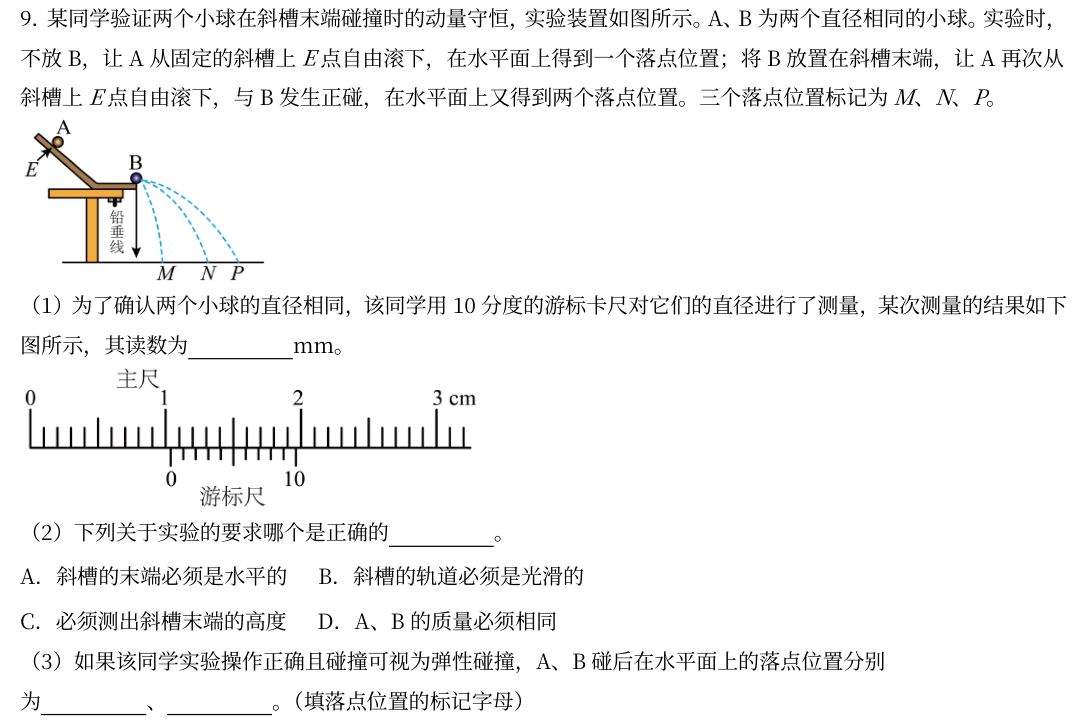 9. 某同学验证两个小球在斜槽末端碰撞时的动量守恒，实验装置如图所示。A、B 为两个直径相同的小球。实验时，
不放 B，让 A 从固定的斜槽上 E点自由滚下，在水平面上得到一个落点位置；将 B 放置在斜槽末端，让 A 再次从
斜槽上 E点自由滚下，与 B 发生正碰，在水平面上又得到两个落点位置。三个落点位置标记为 M、N、P。
A
E
B
铅垂线
M N P
（1）为了确认两个小球的直径相同，该同学用 10 分度的游标卡尺对它们的直径进行了测量，某次测量的结果如下
图所示，其读数为__________mm。
主尺
0 1 2 3 cm
0 10
游标尺
（2）下列关于实验的要求哪个是正确的__________。
A. 斜槽的末端必须是水平的 B. 斜槽的轨道必须是光滑的
C. 必须测出斜槽末端的高度 D. A、B 的质量必须相同
（3）如果该同学实验操作正确且碰撞可视为弹性碰撞，A、B 碰后在水平面上的落点位置分别
为__________、__________。（填落点位置的标记字母）